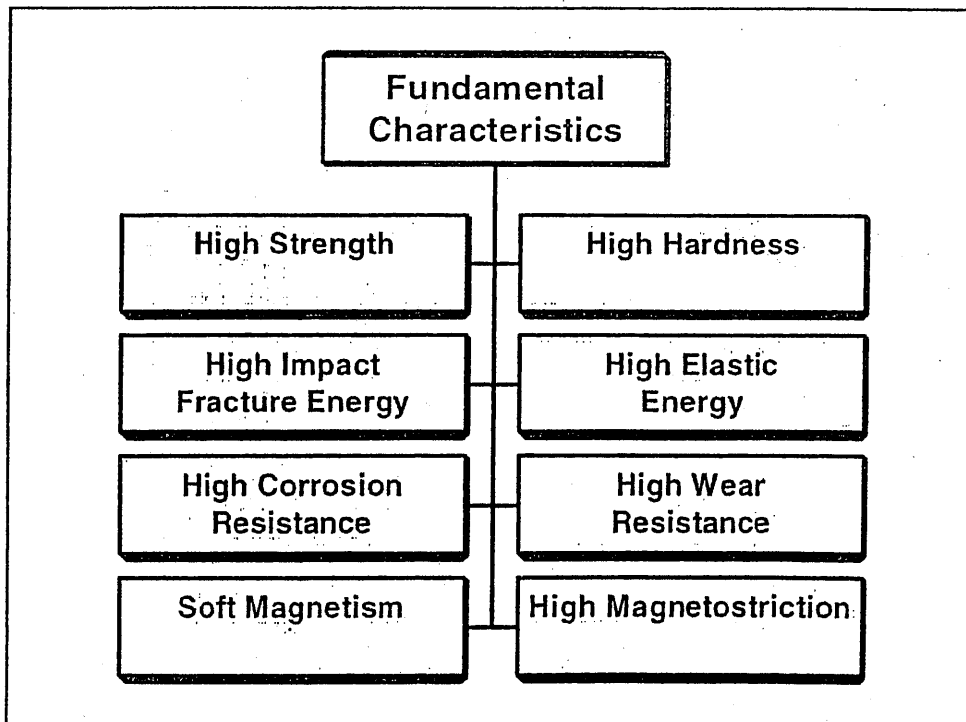 Fundamental
Characteristics
High Strength
High Hardness
High Impact
Fracture Energy
High Elastic
Energy
High Corrosion
Resistance
High Wear
Resistance
Soft Magnetism
High Magnetostriction